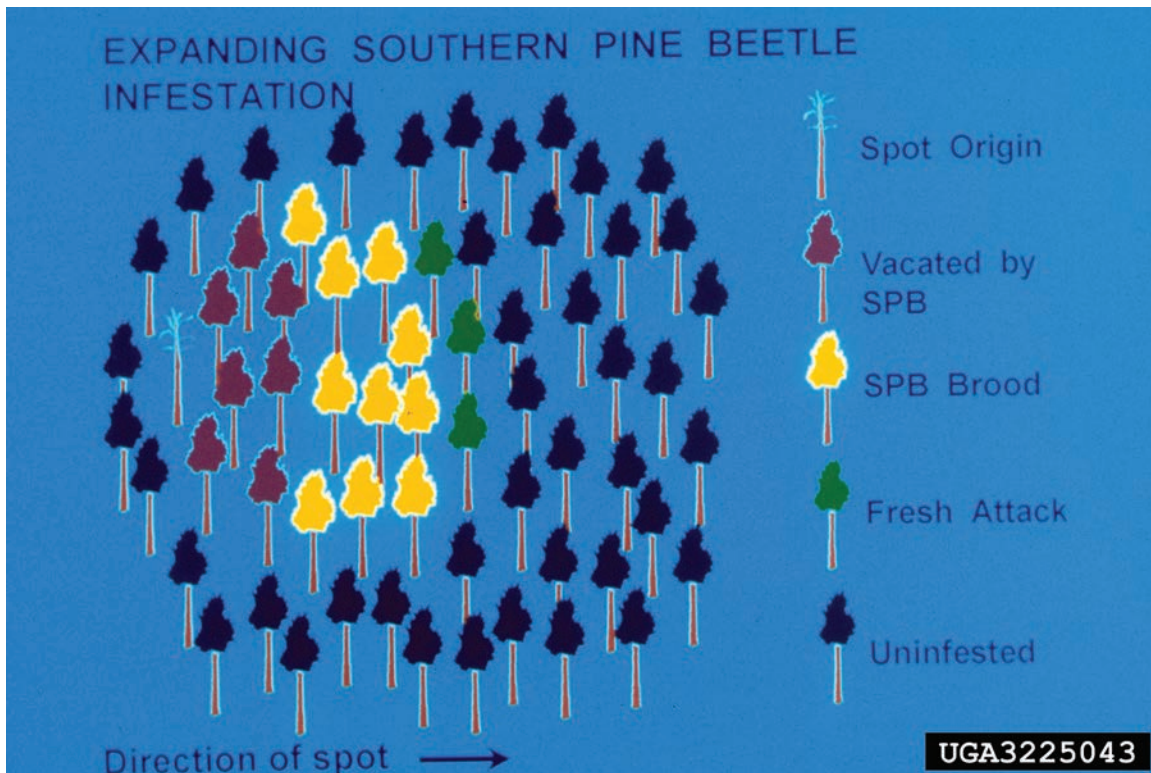 EXPANDING SOUTHERN PINE BEETLE
INFESTATION
Spot Origin
Vacated by
SPB
SPB Brood
Fresh Attack
Uninfested
Direction of spot
UGA3225043